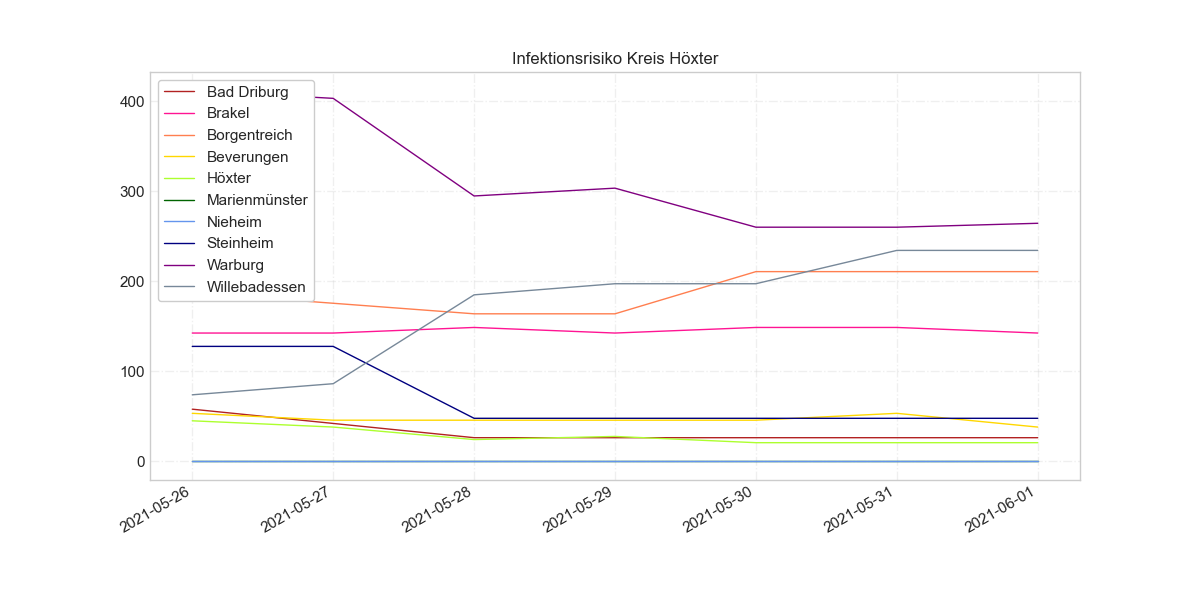 Infektionsrisiko Kreis Höxter
400
300
200
100
0
Bad Driburg
Brakel
Borgentreich
Beverungen
Höxter
Marienmünster
Nieheim
Steinheim
Warburg
Willebadessen
2021-05-26
2021-05-27
2021-05-28
2021-05-29
2021-05-30
2021-05-31
2021-06-01